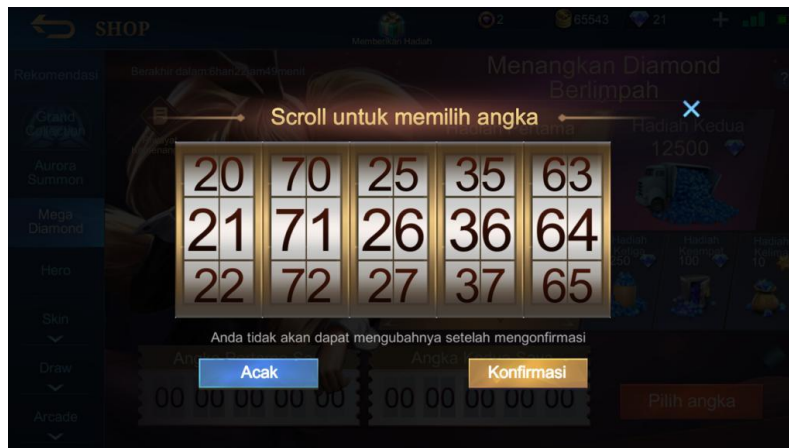 SHOP
Memberikan Hadiah
2
65543
21
Rekomendasi
Menangkan Diamond
Berlimpah
Scroll untuk memilih angka
Hadiah Kedua
12500
Aurora
Summon
Mega
Diamond
Hero
Skin
Draw
Arcade
20 70 25 35 63
21 71 26 36 64
22 72 27 37 65
Anda tidak akan dapat mengubahnya setelah mengonfirmasi
Acak
Konfirmasi
00 00 00 00 00
00 00 00 00 00
Pilih angka